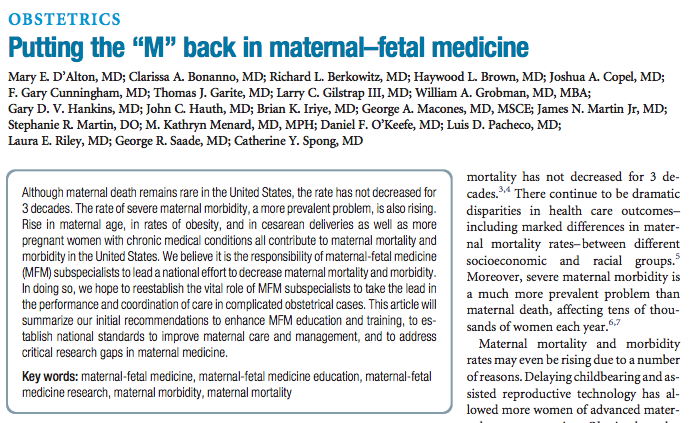 OBSTETRICS
Putting the “M” back in maternal–fetal medicine
Mary E. D’Alton, MD; Clarissa A. Bonanno, MD; Richard L. Berkowitz, MD; Haywood L. Brown, MD; Joshua A. Copel, MD;
F. Gary Cunningham, MD; Thomas J. Garite, MD; Larry C. Gilstrap III, MD; William A. Grobman, MD, MBA;
Gary D. V. Hankins, MD; John C. Hauth, MD; Brian K. Iriye, MD; George A. Macones, MD, MSCE; James N. Martin Jr, MD;
Stephanie R. Martin, DO; M. Kathryn Menard, MD, MPH; Daniel F. O’Keefe, MD; Luis D. Pacheco, MD;
Laura E. Riley, MD; George R. Saade, MD; Catherine Y. Spong, MD
Although maternal death remains rare in the United States, the rate has not decreased for
3 decades. The rate of severe maternal morbidity, a more prevalent problem, is also rising.
Rise in maternal age, in rates of obesity, and in cesarean deliveries as well as more
pregnant women with chronic medical conditions all contribute to maternal mortality and
morbidity in the United States. We believe it is the responsibility of maternal-fetal medicine
(MFM) subspecialists to lead a national effort to decrease maternal mortality and morbidity.
In doing so, we hope to reestablish the vital role of MFM subspecialists to take the lead in
the performance and coordination of care in complicated obstetrical cases. This article will
summarize our initial recommendations to enhance MFM education and training, to es-
tablish national standards to improve maternal care and management, and to address
critical research gaps in maternal medicine.
Key words: maternal-fetal medicine, maternal-fetal medicine education, maternal-fetal
medicine research, maternal morbidity, maternal mortality
mortality has not decreased for 3 de-
cades.3,4 There continue to be dramatic
disparities in health care outcomes–
including marked differences in mater-
nal mortality rates–between different
socioeconomic and racial groups.5
Moreover, severe maternal morbidity is
a much more prevalent problem than
maternal death, affecting tens of thou-
sands of women each year.6,7
Maternal mortality and morbidity
rates may even be rising due to a number
of reasons. Delaying childbearing and as-
sisted reproductive technology has al-
lowed more women of advanced mater-